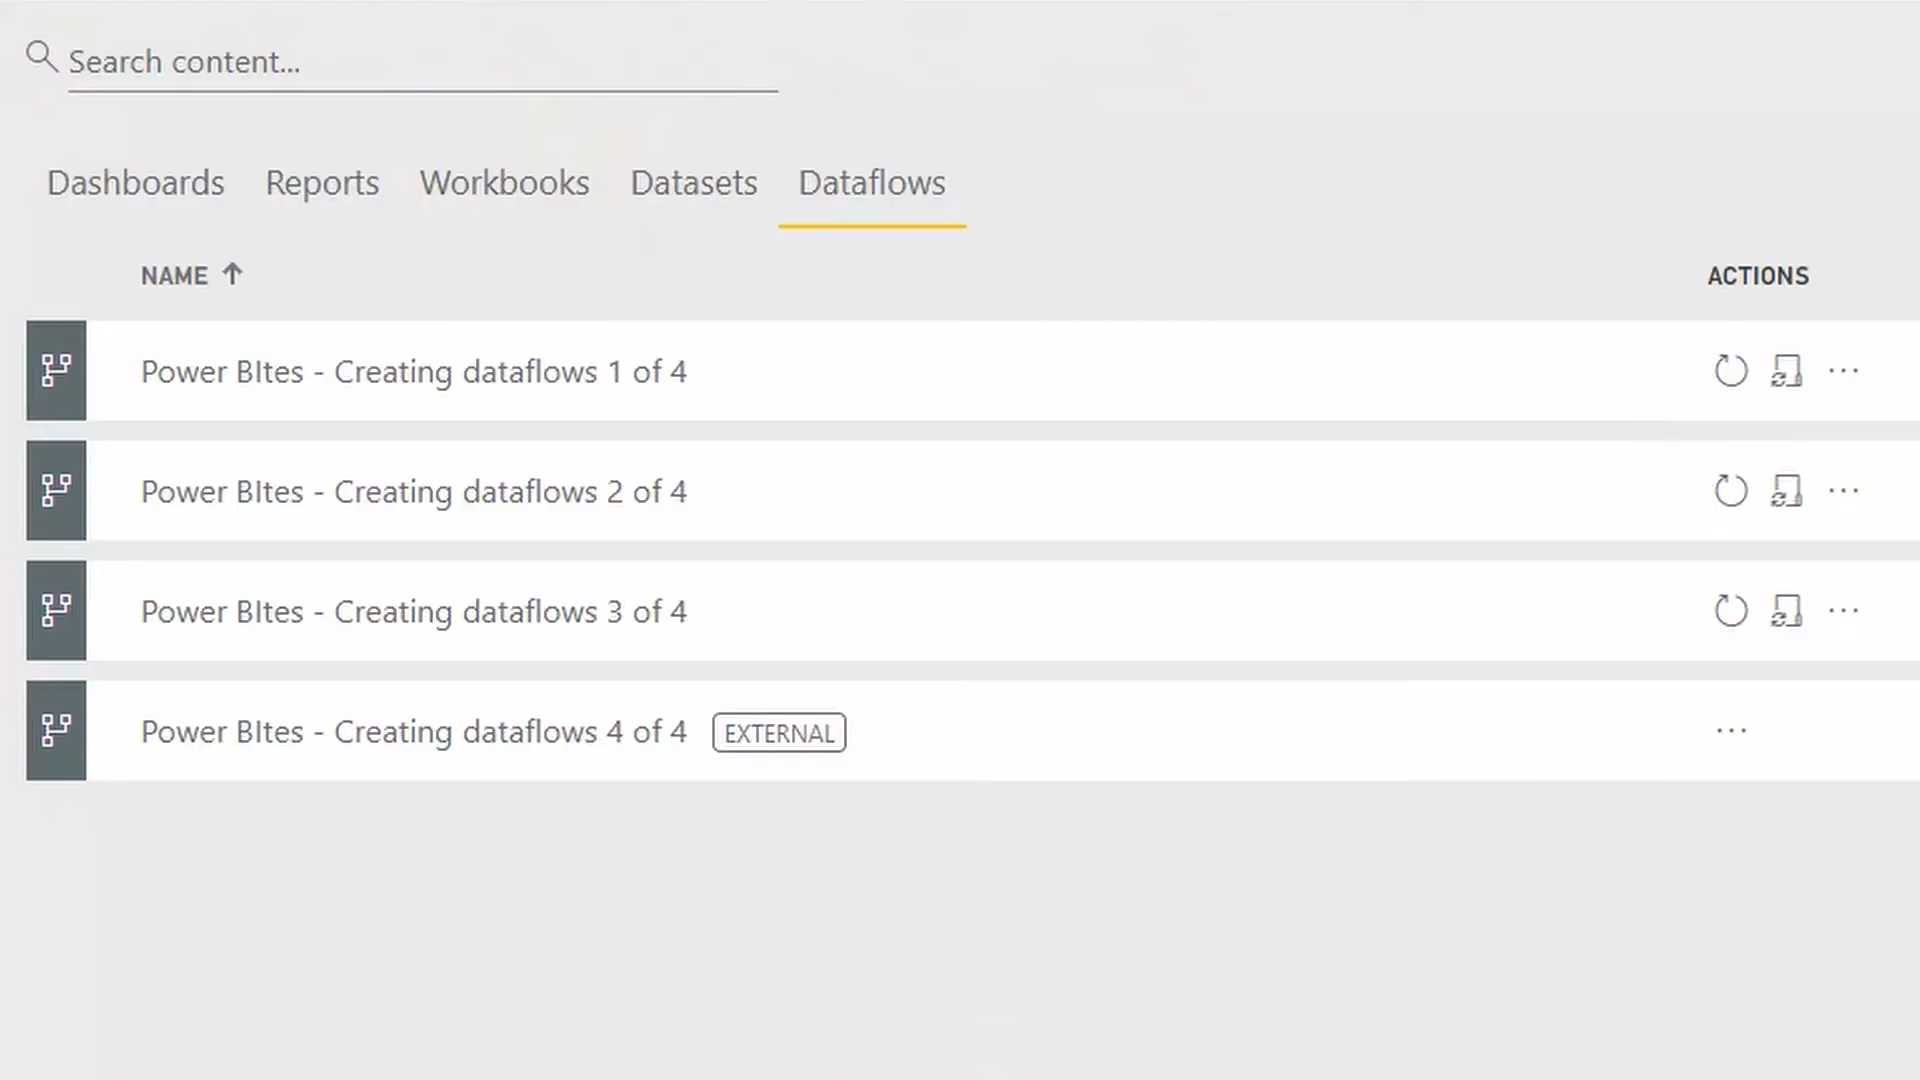 Search content...
Dashboards Reports Workbooks Datasets Dataflows
NAME ACTIONS
Power BItes - Creating dataflows 1 of 4
Power BItes - Creating dataflows 2 of 4
Power BItes - Creating dataflows 3 of 4
Power BItes - Creating dataflows 4 of 4 EXTERNAL